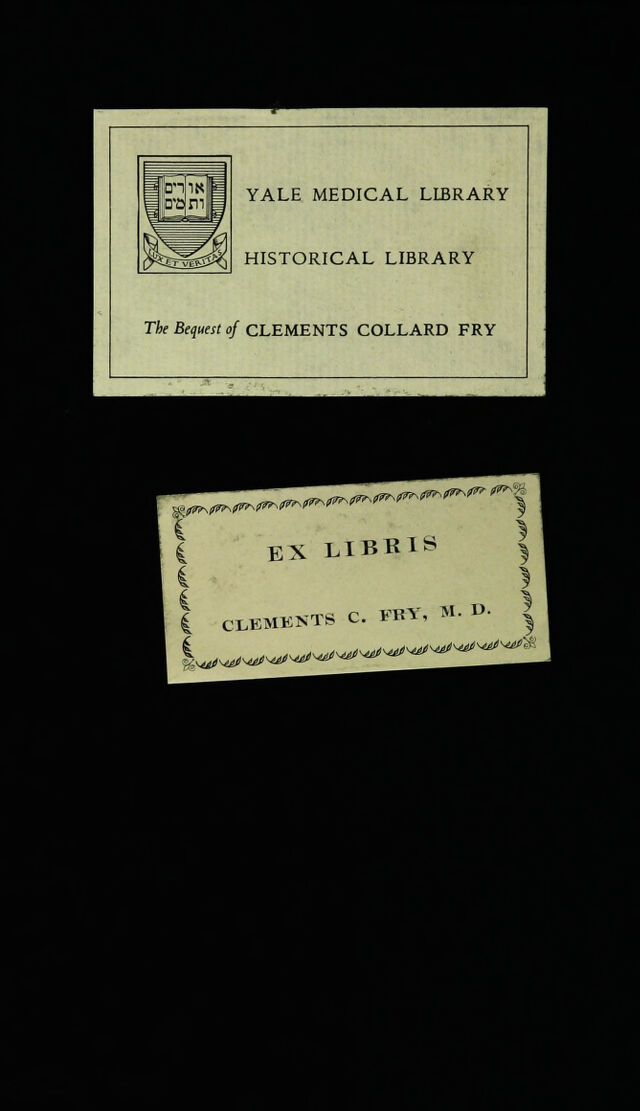 אורים
ותמים
LUX ET VERITAS
YALE MEDICAL LIBRARY
HISTORICAL LIBRARY
The Bequest of CLEMENTS COLLARD FRY
EX LIBRIS
CLEMENTS C. FRY, M. D.